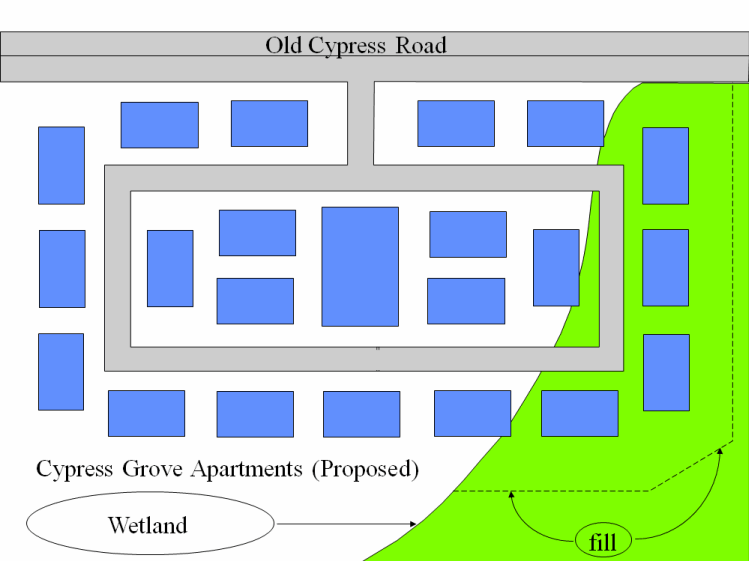 Old Cypress Road
Cypress Grove Apartments (Proposed)
Wetland
fill